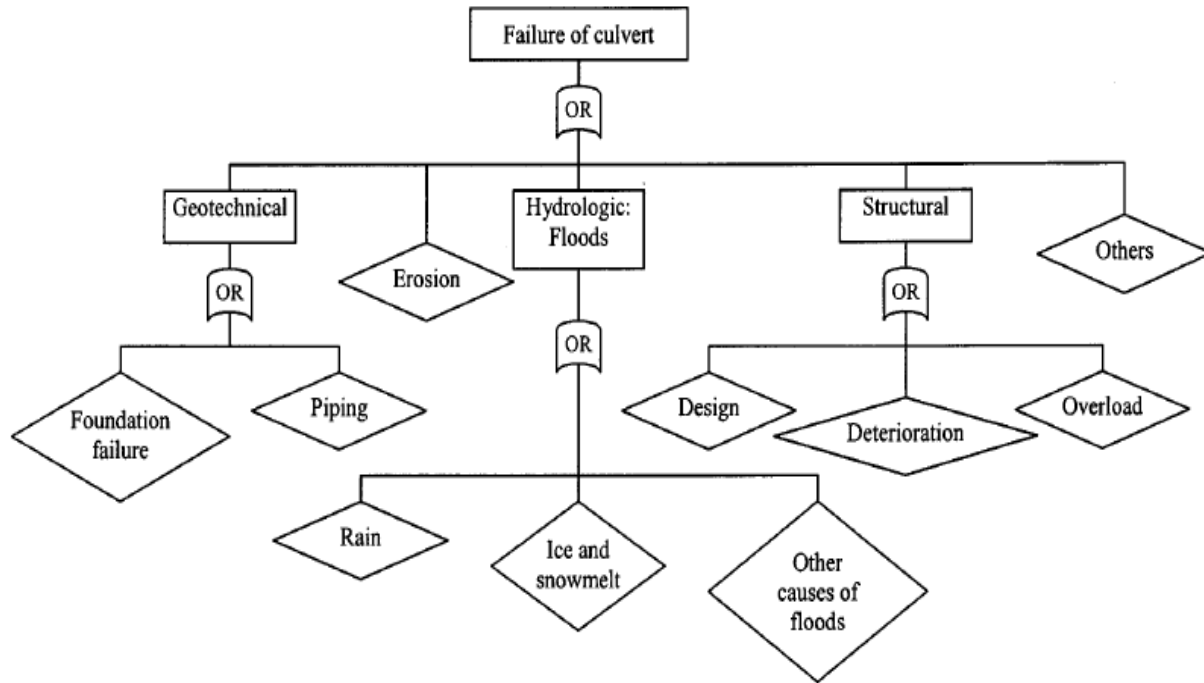 Failure of culvert
OR
Geotechnical
Erosion
Hydrologic:
Floods
Structural
Others
OR
OR
OR
Foundation
failure
Piping
Design
Deterioration
Overload
Rain
Ice and
snowmelt
Other
causes of
floods